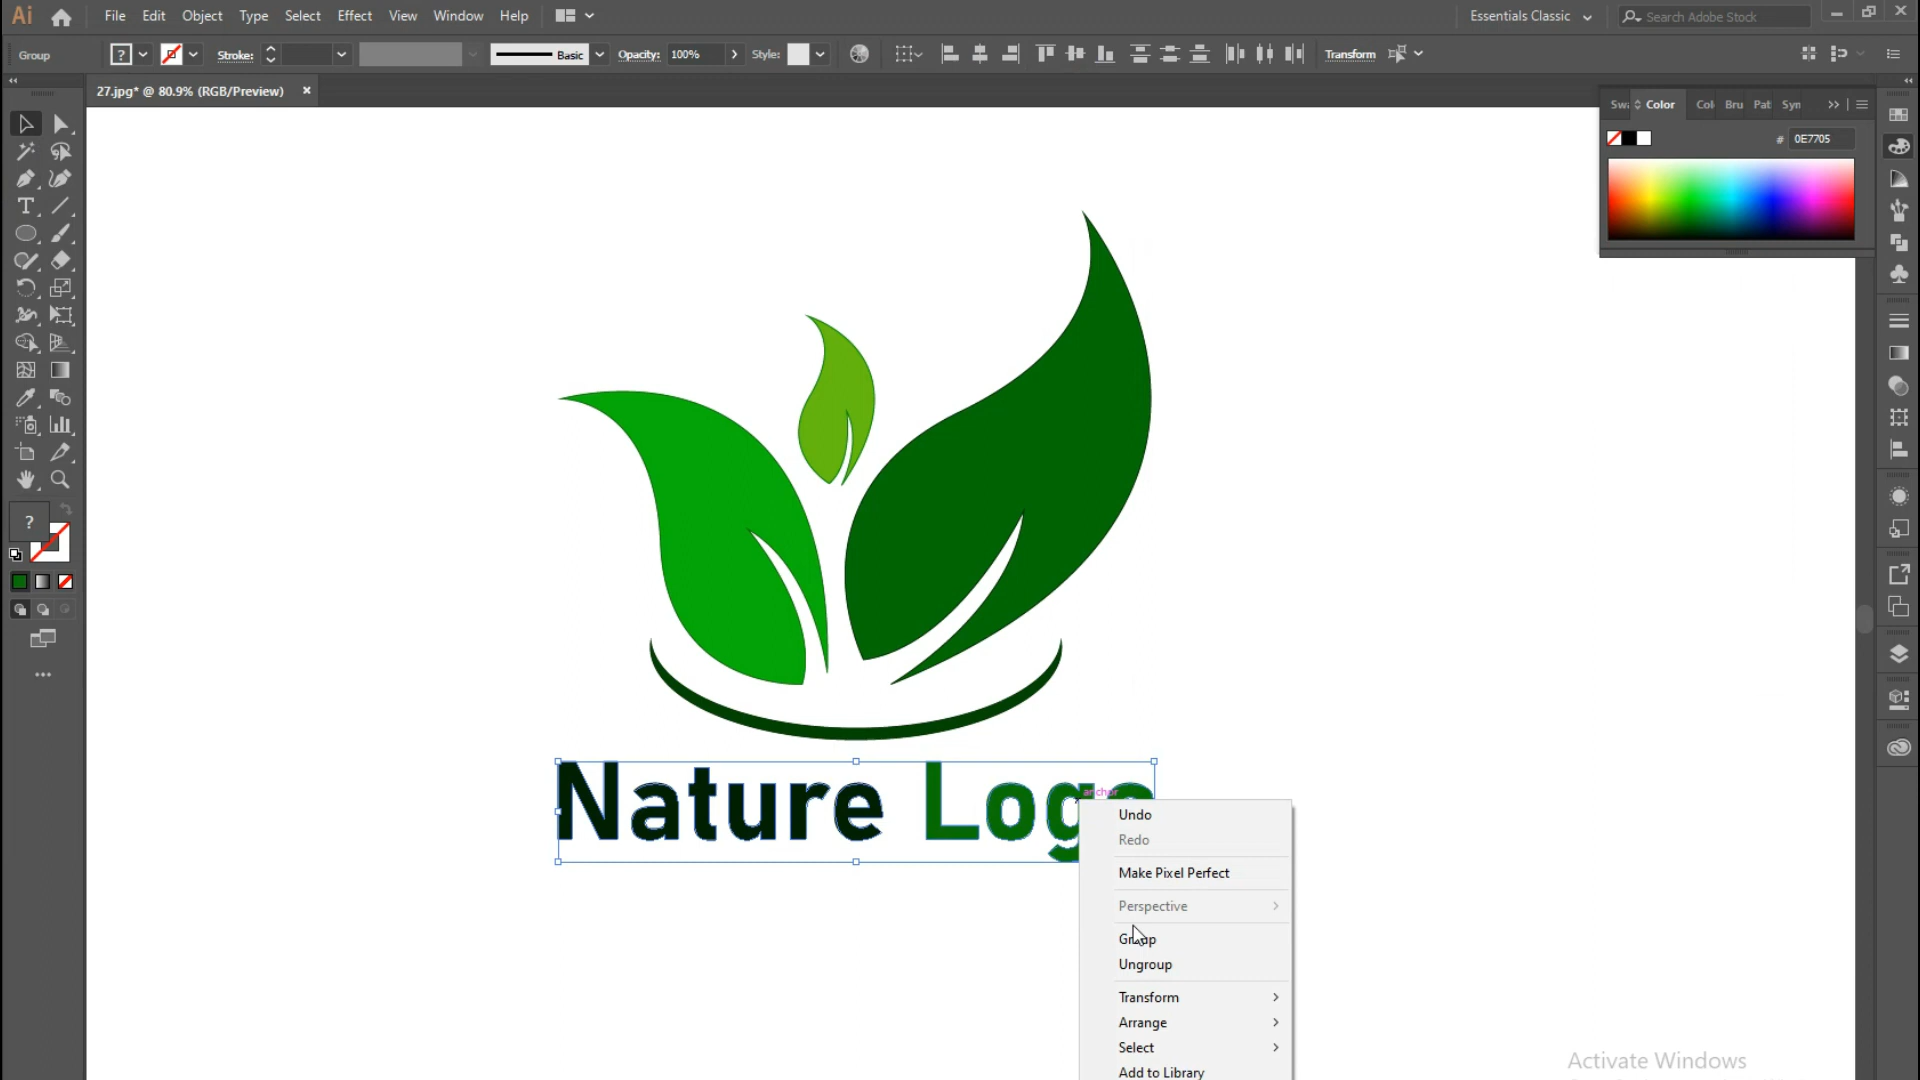 Ai File Edit Object Type Select Effect View Window Help Essentials Classic Search Adobe Stock
Group ? Stroke: Basic Opacity: 100% Style: Transform
27.jpg* @ 80.9% (RGB/Preview)
Color Col Bru Pat Syn
# 0E7705
?
Nature Logo
anchor
Undo
Redo
Make Pixel Perfect
Perspective
Group
Ungroup
Transform
Arrange
Select
Add to Library
Activate Windows